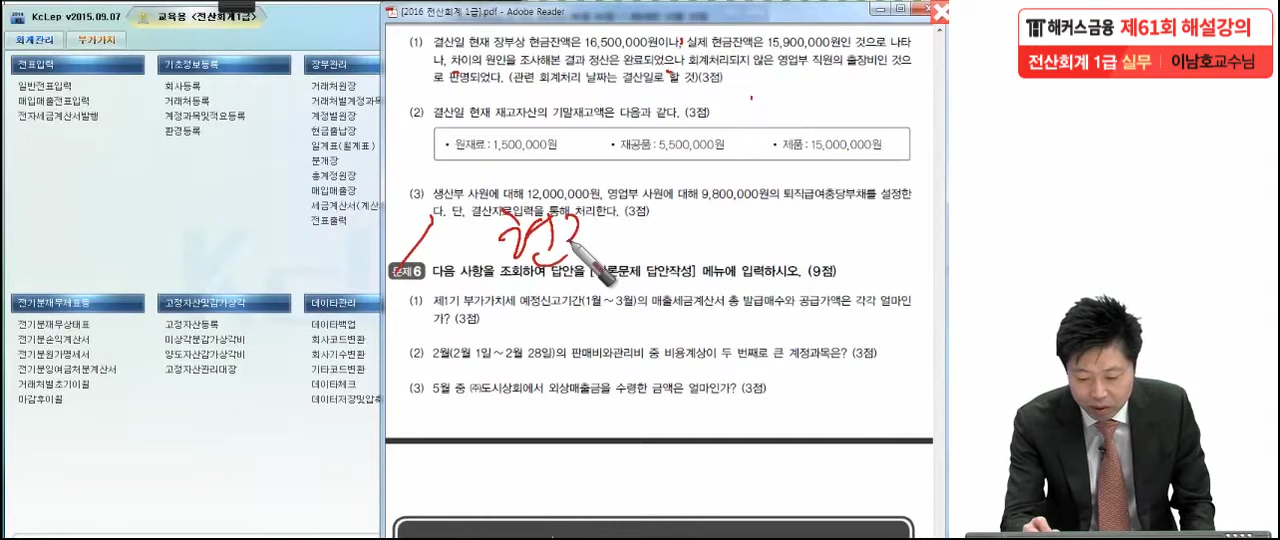 KcLep v2015.09.07
교육용 <전산회계1급>
회계관리 부가가치
전표입력
일반전표입력
매입매출전표입력
전자세금계산서발행
기초정보등록
회사등록
거래처등록
계정과목및적요등록
환경등록
장부관리
거래처원장
거래처별계정과목
계정별원장
현금출납장
일계표(월계표)
분개장
총계정원장
매입매출장
세금계산서(계산서
전표출력
전기분재무제표등
전기분재무상태표
전기분손익계산서
전기분원가명세서
전기분잉여금처분계산서
거래처별초기이월
마감후이월
고정자산및감가상각
고정자산등록
미상각분감가상각비
양도자산감가상각비
고정자산관리대장
데이타관리
데이타백업
회사코드변환
회사기수변환
기타코드변환
데이타체크
데이타저장및압축
[2016 전산회계 1급].pdf - Adobe Reader
(1) 결산일 현재 장부상 현금잔액은 16,500,000원이나, 실제 현금잔액은 15,900,000원인 것으로 나타
나, 차이의 원인을 조사해본 결과 정산은 완료되었으나 회계처리되지 않은 영업부 직원의 출장비인 것으
로 판명되었다. (관련 회계처리 날짜는 결산일로 할 것)(3점)
(2) 결산일 현재 재고자산의 기말재고액은 다음과 같다. (3점)
• 원재료 : 1,500,000원 • 재공품 : 5,500,000원 • 제품 : 15,000,000원
(3) 생산부 사원에 대해 12,000,000원, 영업부 사원에 대해 9,800,000원의 퇴직급여충당부채를 설정한
다. 단, 결산자료입력을 통해 처리한다. (3점)
문제6 다음 사항을 조회하여 답안을 [이론문제 답안작성] 메뉴에 입력하시오. (9점)
(1) 제1기 부가가치세 예정신고기간(1월~3월)의 매출세금계산서 총 발급매수와 공급가액은 각각 얼마인
가? (3점)
(2) 2월(2월 1일~2월 28일)의 판매비와관리비 중 비용계상이 두 번째로 큰 계정과목은? (3점)
(3) 5월 중 ㈜도시상회에서 외상매출금을 수령한 금액은 얼마인가? (3점)
해커스금융 제61회 해설강의
전산회계 1급 실무 | 이남호교수님